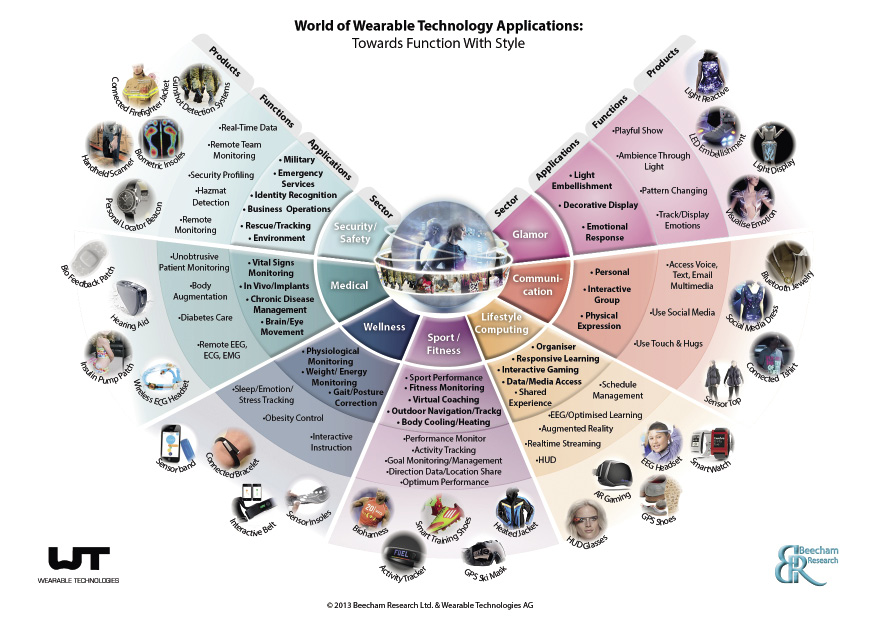 World of Wearable Technology Applications:
Towards Function With Style
Products
Functions
Applications
Sector
Security/
Safety
• Military
• Emergency
Services
• Identity Recognition
• Business Operations
• Rescue/Tracking
• Environment
•Real-Time Data
•Remote Team
Monitoring
•Security Profiling
•Hazmat
Detection
•Remote
Monitoring
Connected Firefighter Jacket
Gunshot Detection Systems
Handheld Scanner
Biometric Insoles
Personal Locator Beacon
Medical
• Vital Signs
Monitoring
• In Vivo/Implants
• Chronic Disease
Management
• Brain/Eye
Movement
•Unobtrusive
Patient Monitoring
•Body
Augmentation
•Diabetes Care
•Remote EEG,
ECG, EMG
Bio Feedback Patch
Hearing Aid
Insulin Pump Patch
Wireless ECG Headset
Wellness
• Physiological
Monitoring
• Weight/ Energy
Monitoring
• Gait/Posture
Correction
•Sleep/Emotion/
Stress Tracking
•Obesity Control
•Interactive
Instruction
Sensor band
Connected Bracelet
Interactive Belt
Sensor Insoles
Sport /
Fitness
• Sport Performance
• Fitness Monitoring
• Virtual Coaching
• Outdoor Navigation/Trackg
• Body Cooling/Heating
•Performance Monitor
•Activity Tracking
•Goal Monitoring/Management
•Direction Data/Location Share
•Optimum Performance
Bioharness
Activity Tracker
FUEL
Smart Training Shoes
GPS Ski Mask
Heated Jacket
Lifestyle
Computing
• Organiser
• Responsive Learning
• Interactive Gaming
• Data/Media Access
• Shared
Experience
•Schedule
Management
•EEG/Optimised Learning
•Augmented Reality
•Realtime Streaming
•HUD
HUD Glasses
AR Gaming
GPS Shoes
EEG Headset
Smart Watch
Communi-
cation
• Personal
• Interactive
Group
• Physical
Expression
•Access Voice,
Text, Email
Multimedia
•Use Social Media
•Use Touch & Hugs
Bluetooth Jewelry
Social Media Dress
Connected Tshirt
Sensor Top
Products
Functions
Applications
Sector
Glamor
• Light
Embellishment
• Decorative Display
• Emotional
Response
•Playful Show
•Ambience Through
Light
•Pattern Changing
•Track/Display
Emotions
Light Reactive
LED Embellishment
Light Display
Visualise Emotion
WT
WEARABLE TECHNOLOGIES
Beecham
Research
© 2013 Beecham Research Ltd. & Wearable Technologies AG